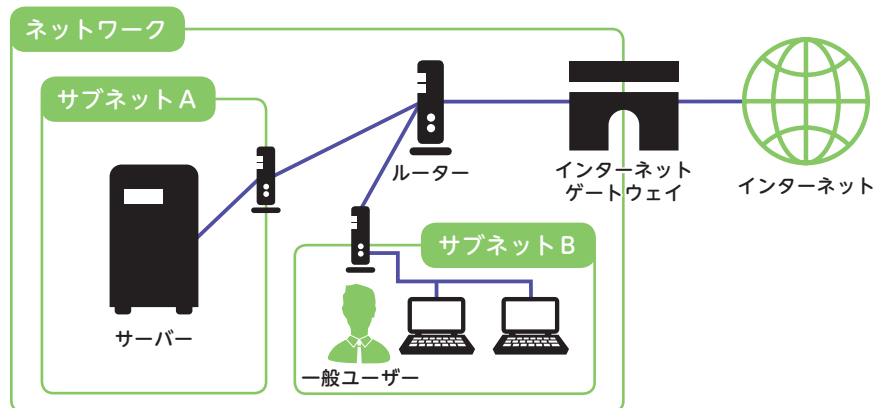 ネットワーク
サブネット A
サーバー
ルーター
サブネット B
一般ユーザー
インターネット
ゲートウェイ
インターネット